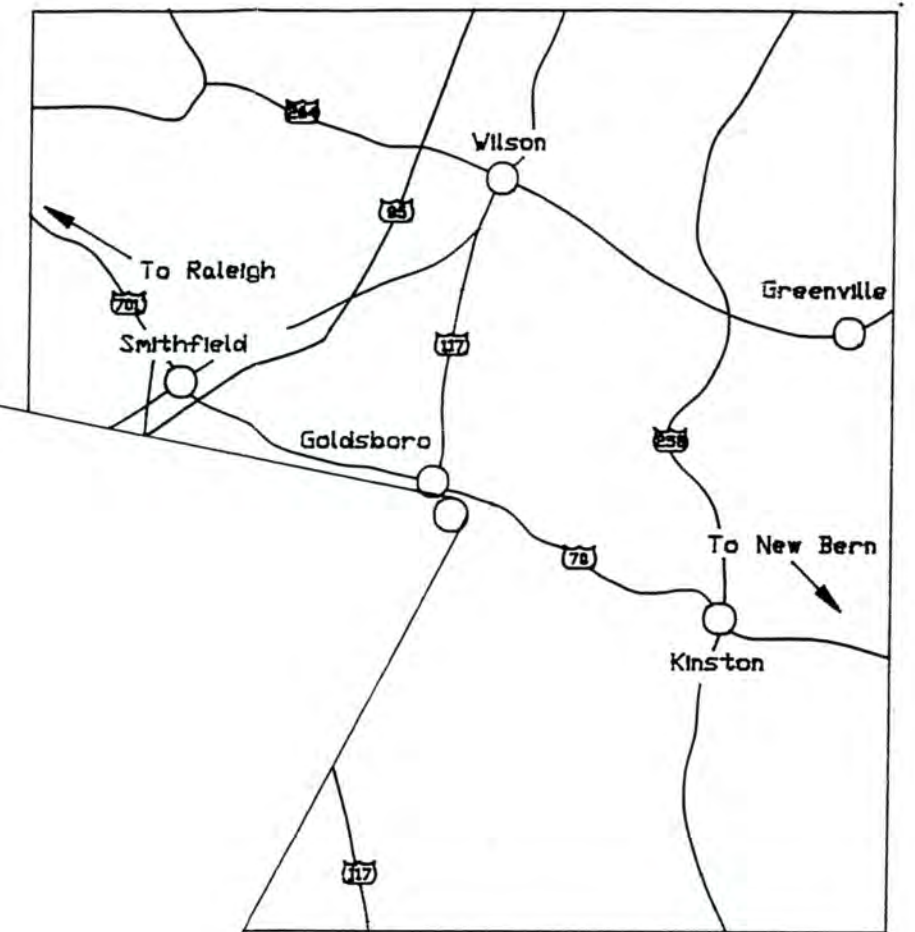 264
Wilson
95
To Raleigh
Greenville
701
Smithfield
117
Goldsboro
258
To New Bern
70
Kinston
117